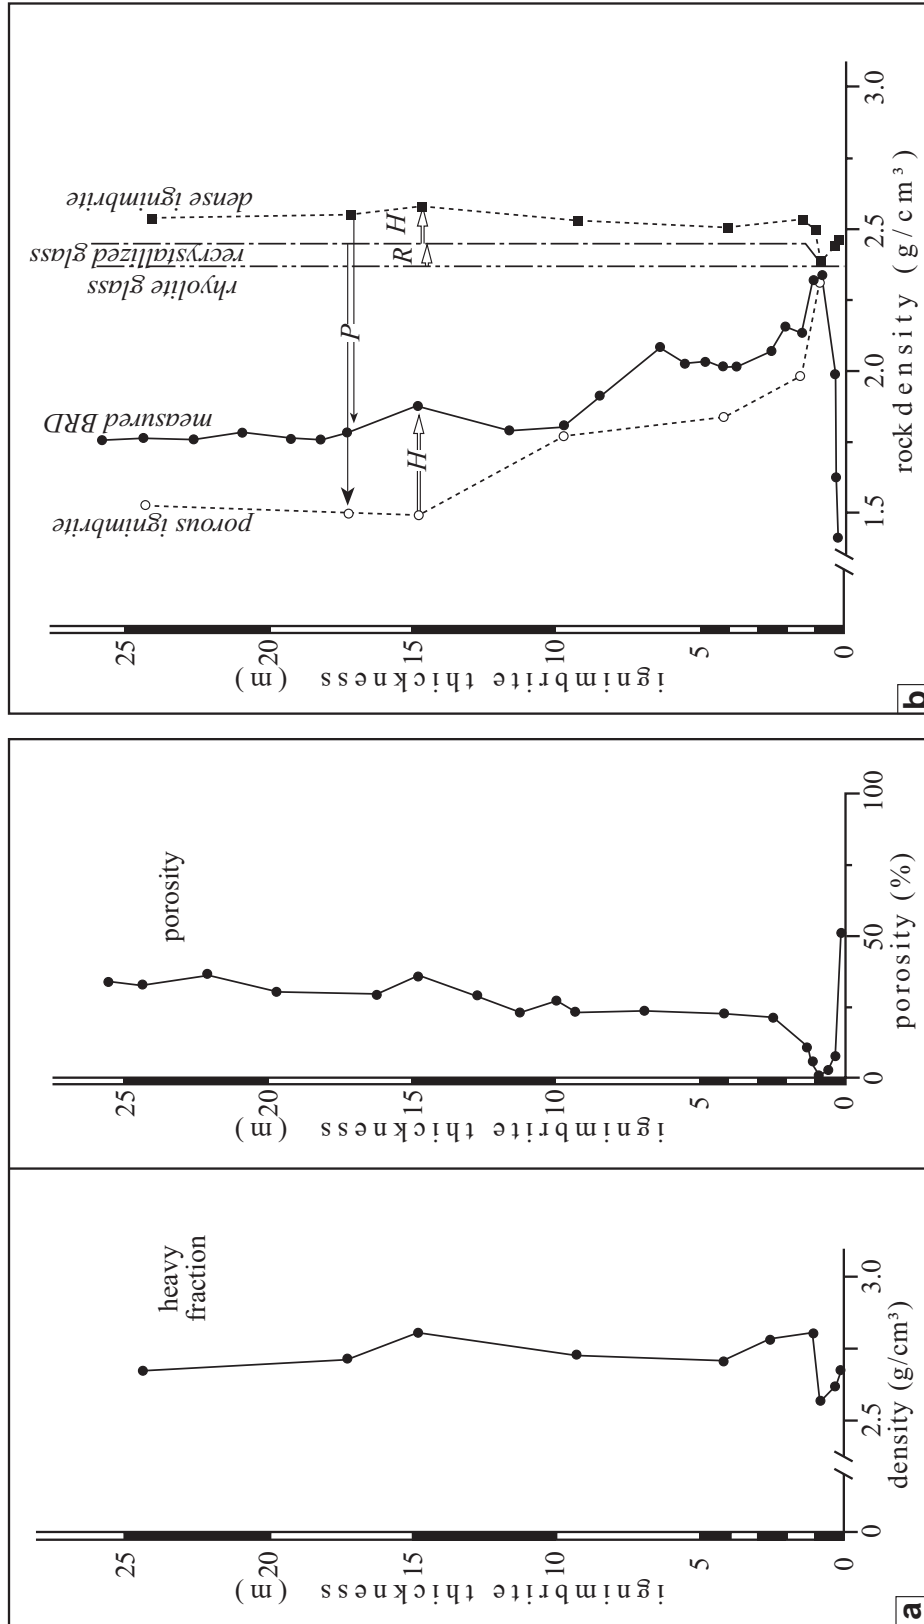 heavy
fraction
25
20
15
10
5
0
ignimbrite thickness (m)
0
2.5
3.0
density (g/cm³)
a
porosity
25
20
15
10
5
0
ignimbrite thickness (m)
0
50
100
porosity (%)
porous ignimbrite
measured BRD
rhyolite glass
recrystallized glass
dense ignimbrite
P
H
R
H
25
20
15
10
5
0
ignimbrite thickness (m)
1.5
2.0
2.5
3.0
rockdensity (g/cm³)
b